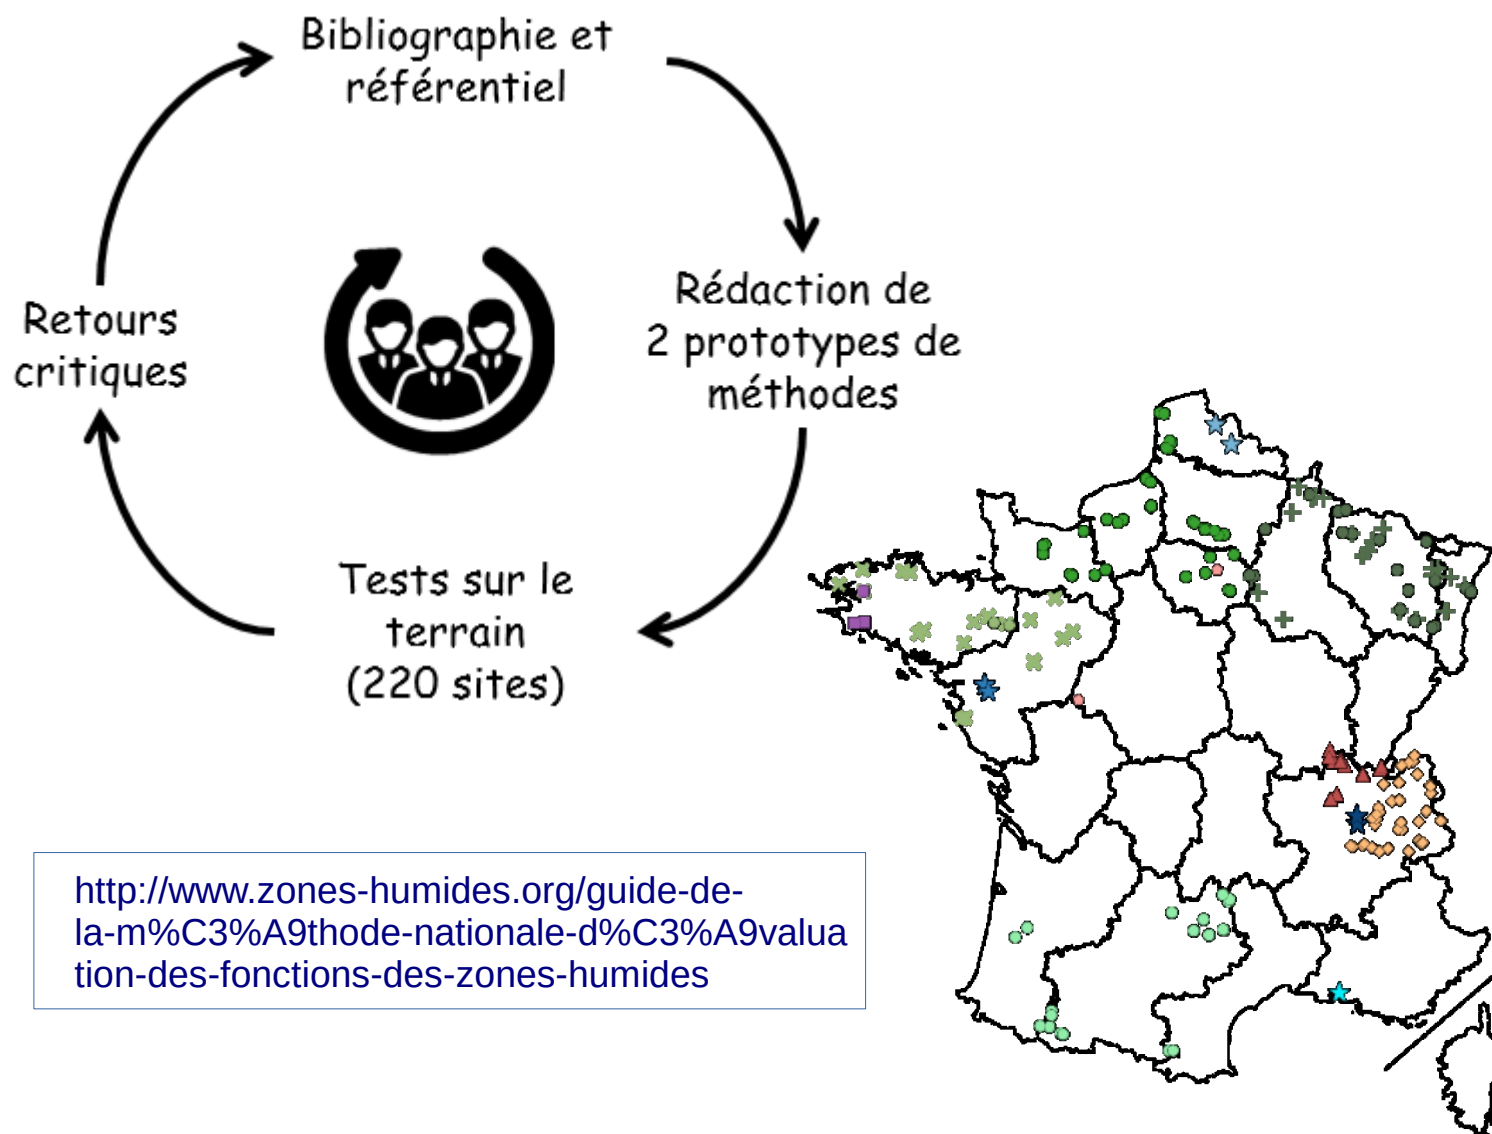 Bibliographie et
référentiel
Rédaction de
2 prototypes de
méthodes
Retours
critiques
Tests sur le
terrain
(220 sites)
http://www.zones-humides.org/guide-de-
la-m%C3%A9thode-nationale-d%C3%A9valua
tion-des-fonctions-des-zones-humides